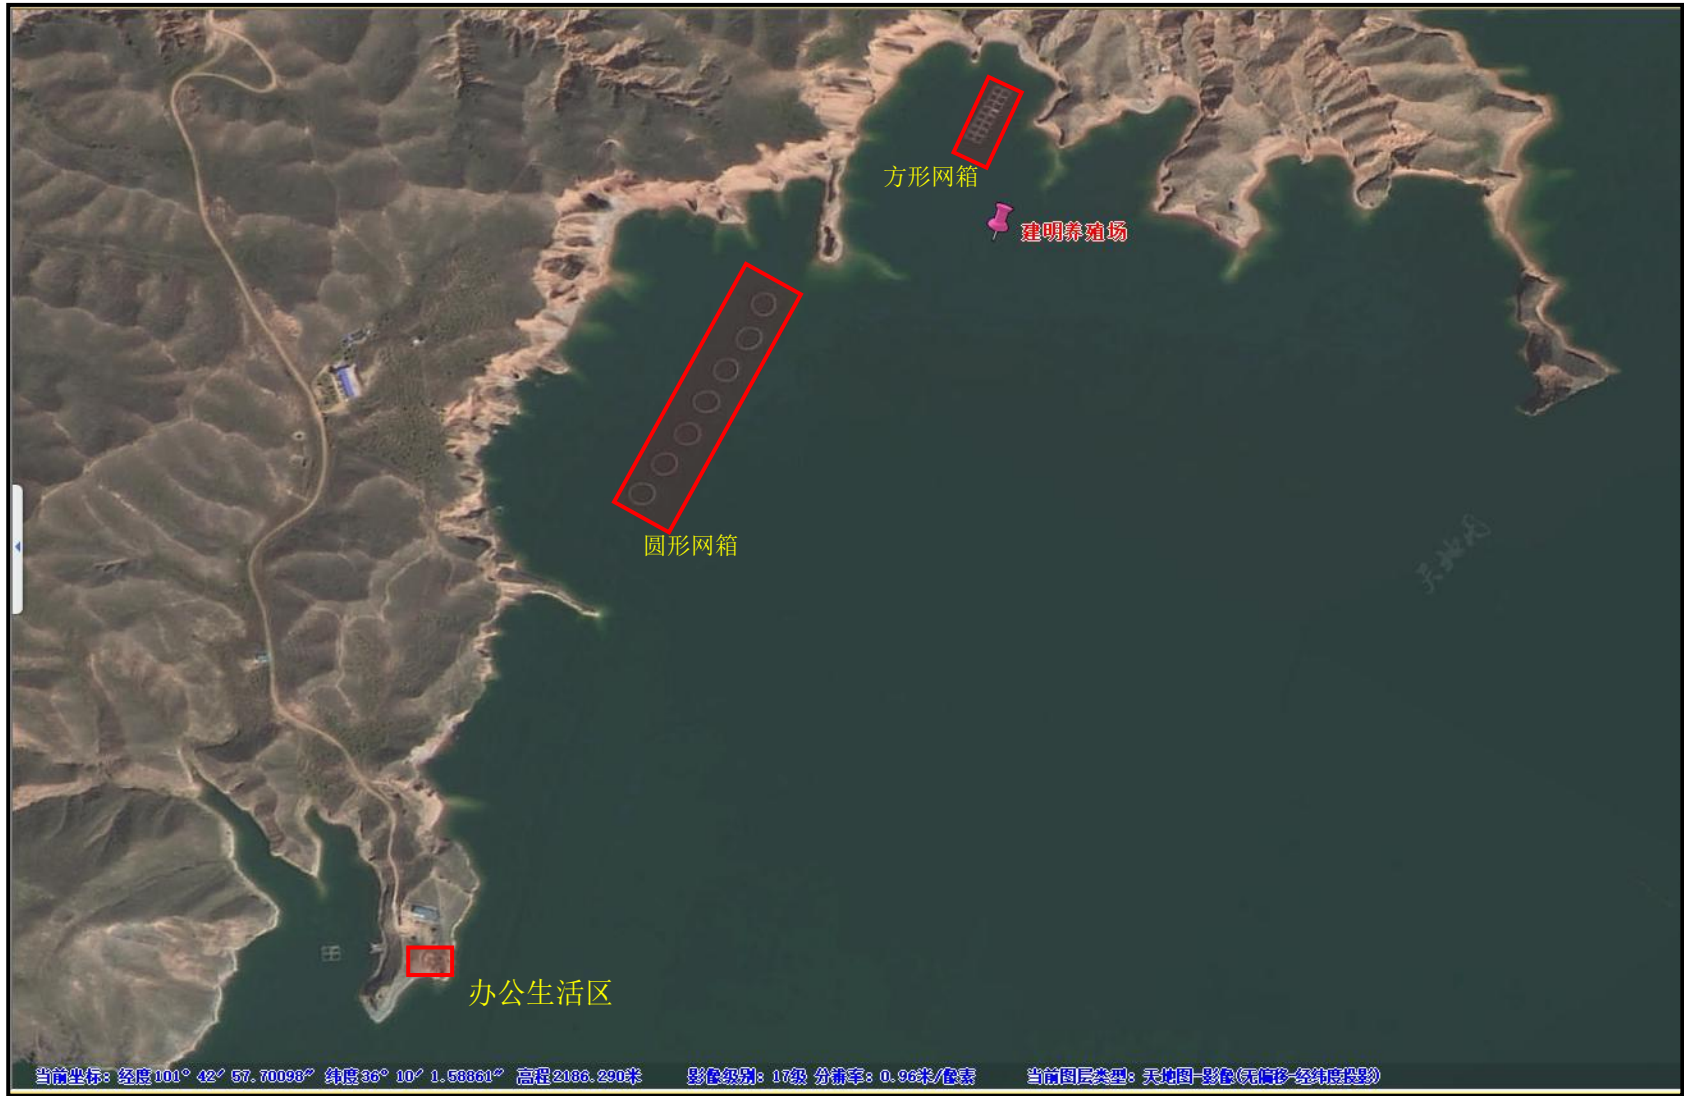 方形网箱
建明养殖场
圆形网箱
天地图
办公生活区
当前坐标: 经度101° 42′ 57.70098″ 纬度36° 10′ 1.58861″ 高程2186.290米 影像级别: 17级 分辨率: 0.96米/像素 当前图层类型: 天地图-影像(无偏移-经纬度投影)